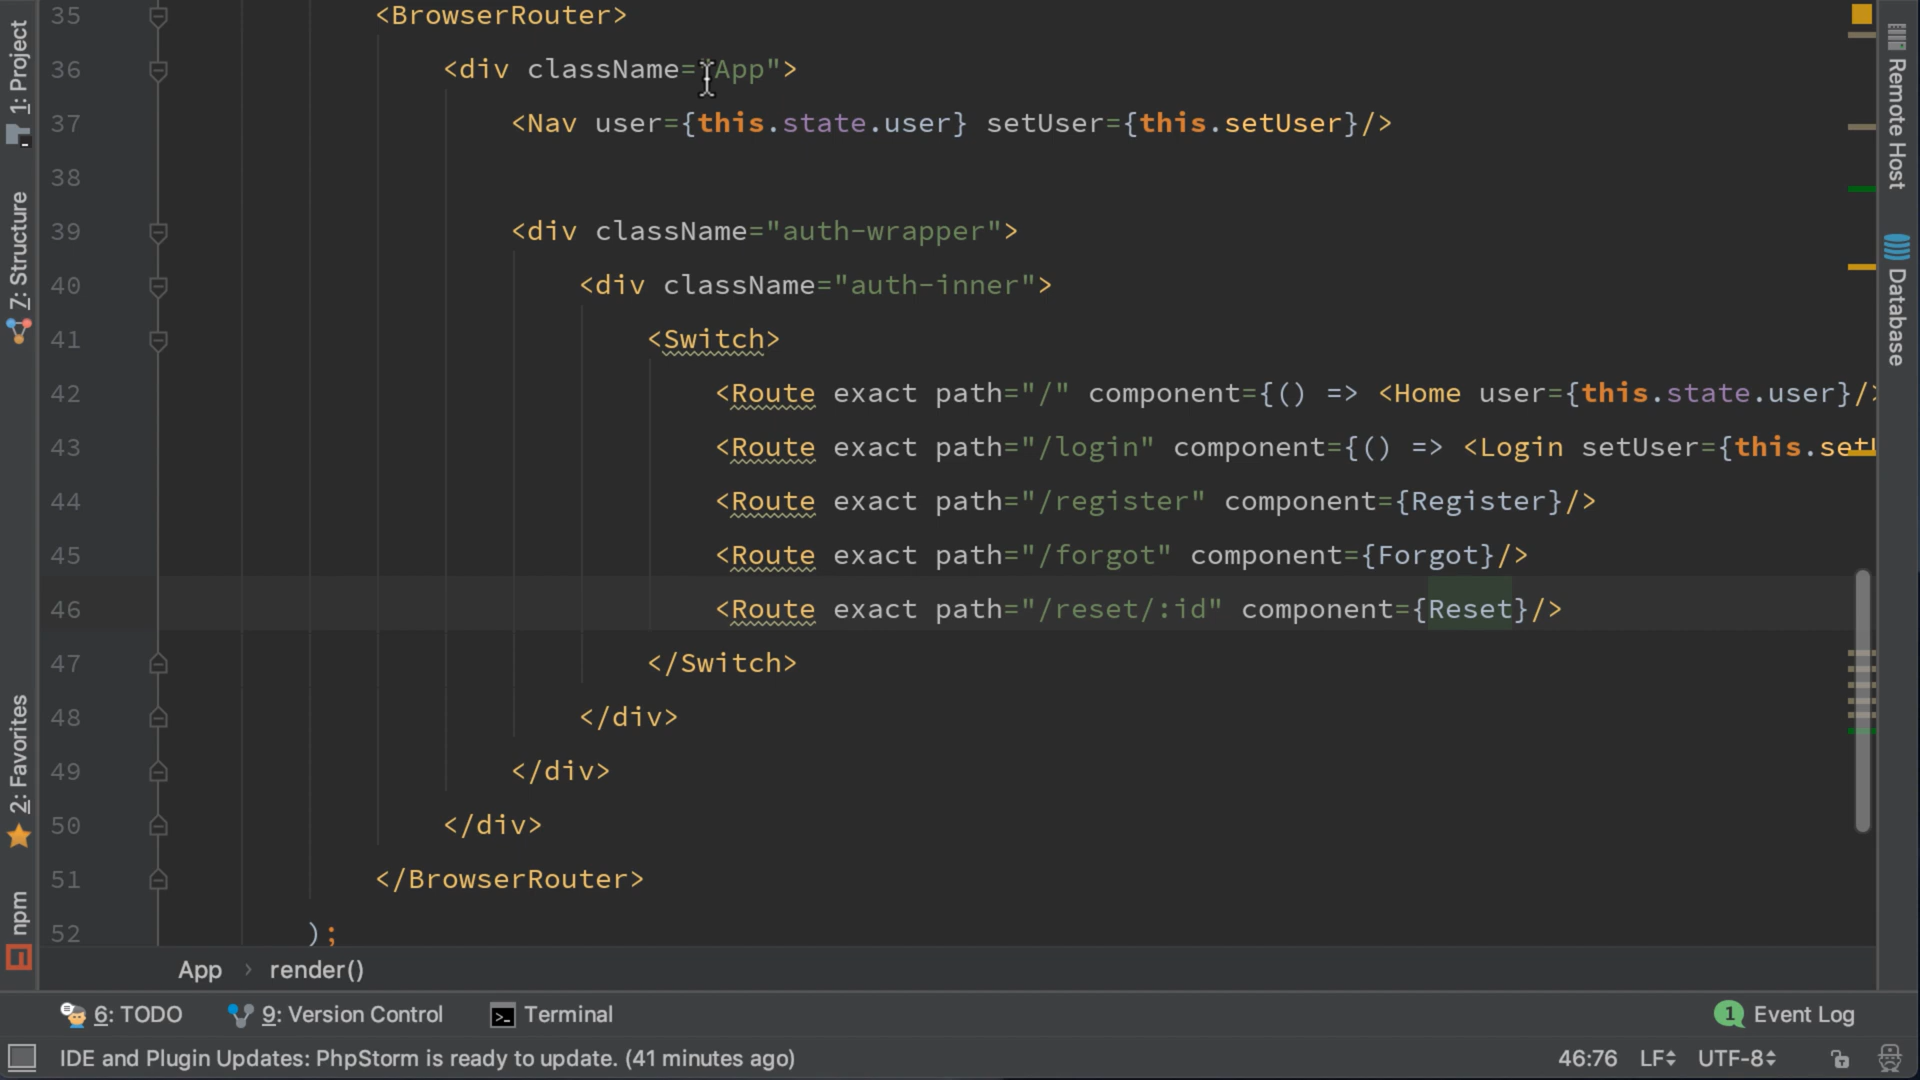 35 <BrowserRouter>
36 <div className="App">
37 <Nav user={this.state.user} setUser={this.setUser}/>
38
39 <div className="auth-wrapper">
40 <div className="auth-inner">
41 <Switch>
42 <Route exact path="/" component={() => <Home user={this.state.user}/>
43 <Route exact path="/login" component={() => <Login setUser={this.setU
44 <Route exact path="/register" component={Register}/>
45 <Route exact path="/forgot" component={Forgot}/>
46 <Route exact path="/reset/:id" component={Reset}/>
47 </Switch>
48 </div>
49 </div>
50 </div>
51 </BrowserRouter>
52 );
App › render()
1: Project
7: Structure
2: Favorites
npm
Remote Host
Database
6: TODO 9: Version Control Terminal 1 Event Log
IDE and Plugin Updates: PhpStorm is ready to update. (41 minutes ago) 46:76 LF UTF-8